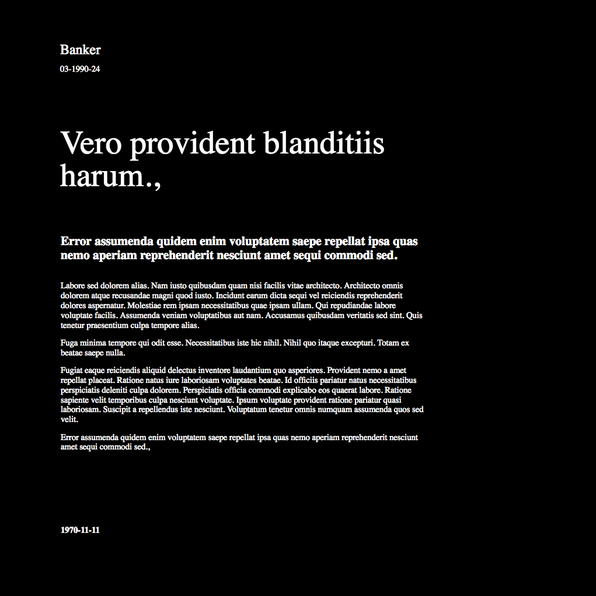 Banker
03-1990-24
Vero provident blanditiis
harum.,
Error assumenda quidem enim voluptatem saepe repellat ipsa quas
nemo aperiam reprehenderit nesciunt amet sequi commodi sed.
Labore sed dolorem alias. Nam iusto quibusdam quam nisi facilis vitae architecto. Architecto omnis
dolorem atque recusandae magni quod iusto. Incidunt earum dicta sequi vel reiciendis reprehenderit
dolores aspernatur. Molestiae rem ipsam necessitatibus quae ipsam ullam. Qui repudiandae labore
voluptate facilis. Assumenda veniam voluptatibus aut nam. Accusamus quibusdam veritatis sed sint. Quis
tenetur praesentium culpa tempore alias.
Fuga minima tempore qui odit esse. Necessitatibus iste hic nihil. Nihil quo itaque excepturi. Totam ex
beatae saepe nulla.
Fugiat eaque reiciendis aliquid delectus inventore laudantium quo asperiores. Provident nemo a amet
repellat placeat. Ratione natus iure laboriosam voluptates beatae. Id officiis pariatur natus necessitatibus
perspiciatis deleniti culpa dolorem. Perspiciatis officia commodi explicabo eos quaerat labore. Ratione
sapiente velit temporibus culpa nesciunt voluptate. Ipsum voluptate provident ratione pariatur quasi
laboriosam. Suscipit a repellendus iste nesciunt. Voluptatum tenetur omnis numquam assumenda quos sed
velit.
Error assumenda quidem enim voluptatem saepe repellat ipsa quas nemo aperiam reprehenderit nesciunt
amet sequi commodi sed.,
1970-11-11